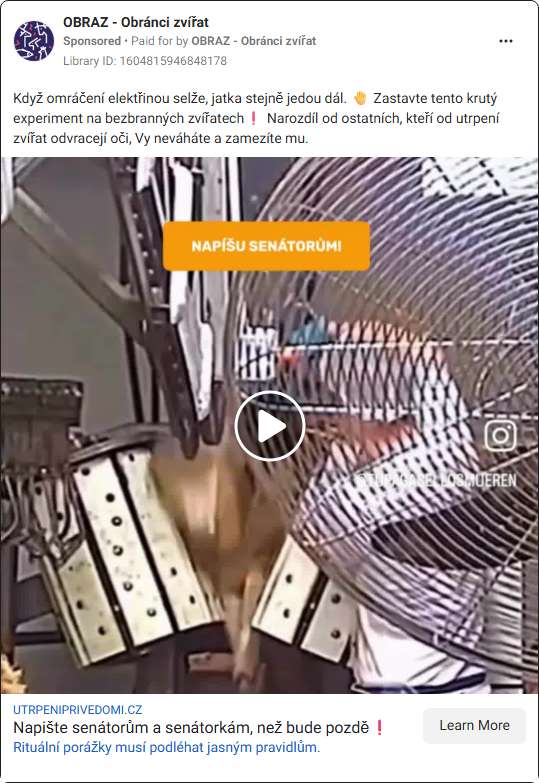 OBRAZ - Obránci zvířat
Sponsored • Paid for by OBRAZ - Obránci zvířat
Library ID: 1604815946848178
Když omráčení elektřinou selže, jatka stejně jedou dál. 🤚 Zastavte tento krutý
experiment na bezbranných zvířatech❗ Narozdíl od ostatních, kteří od utrpení
zvířat odvracejí oči, Vy neváháte a zamezíte mu.
NAPÍŠU SENÁTORŮM!
UTRPENIPRIVEDOMI.CZ
Napište senátorům a senátorkám, než bude pozdě❗
Rituální porážky musí podléhat jasným pravidlům.
Learn More